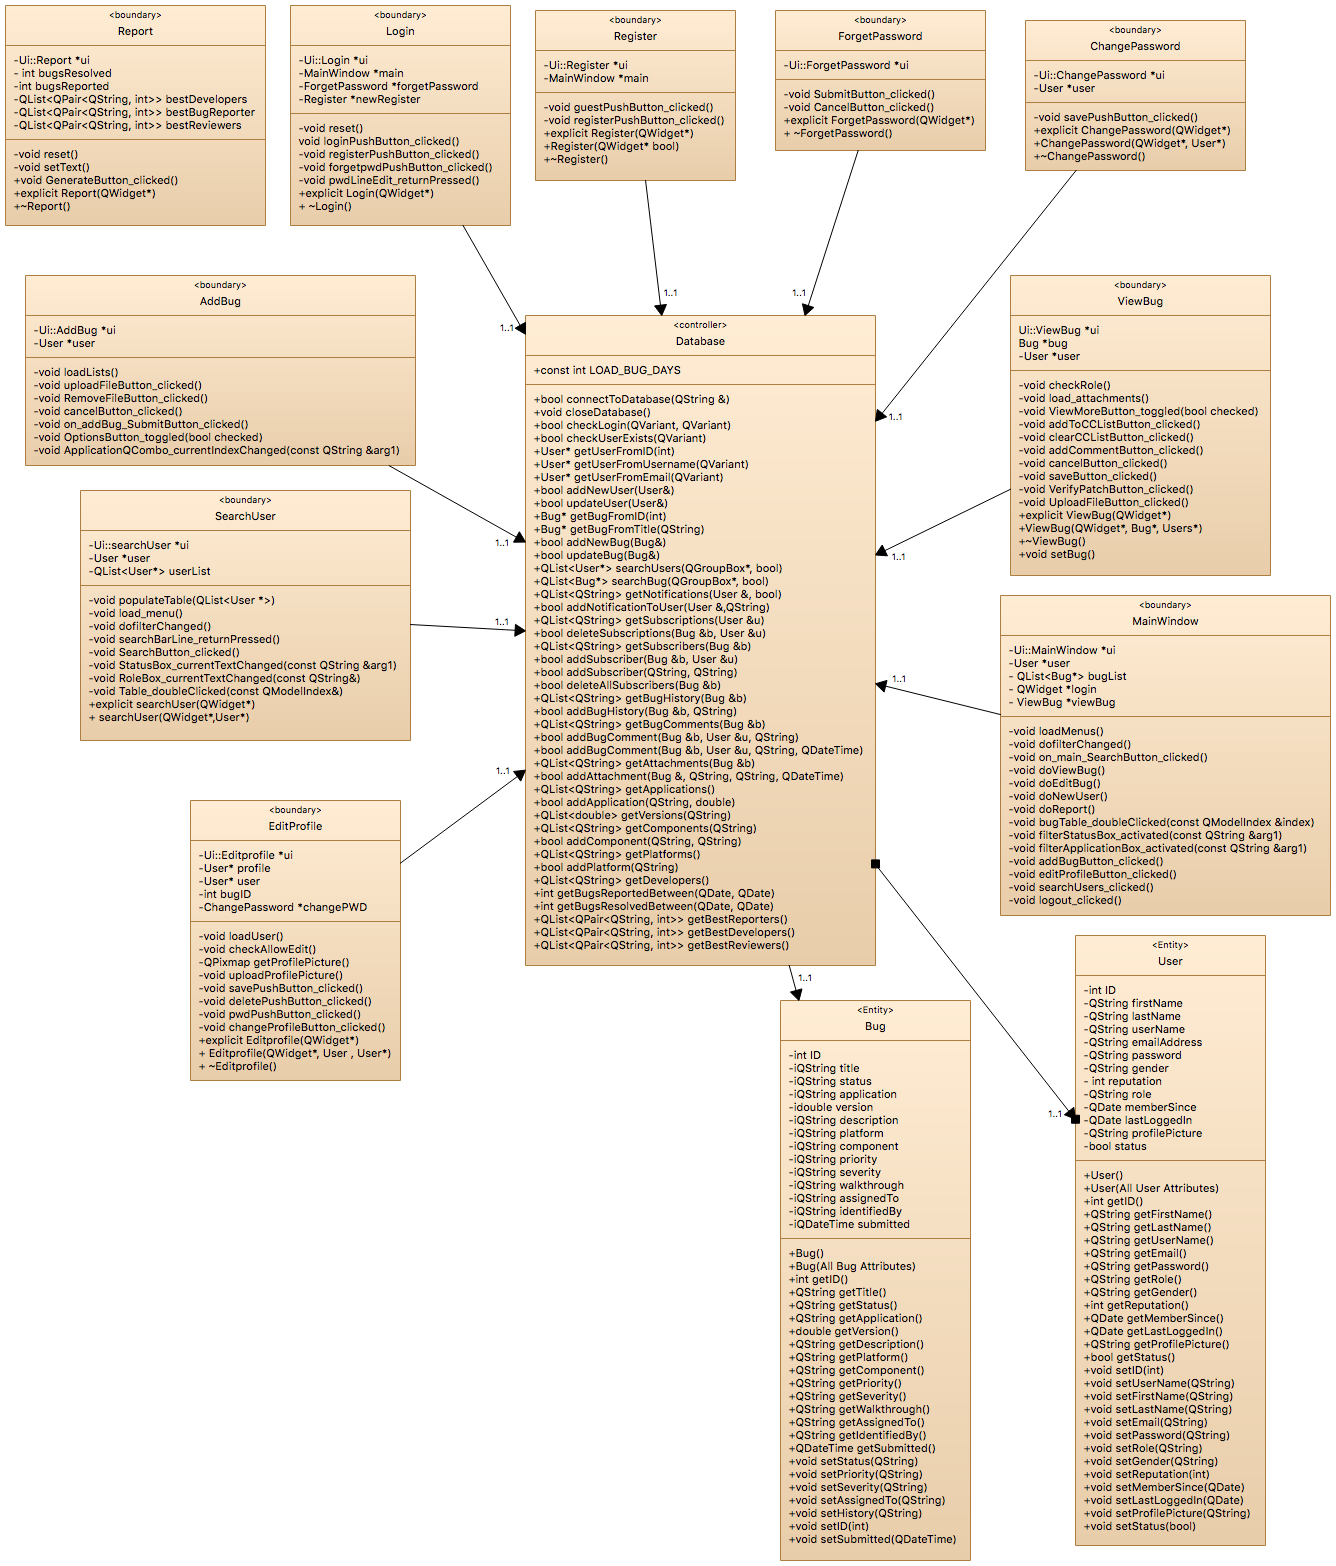 <boundary>
Report
-Ui::Report *ui
- int bugsResolved
-int bugsReported
-QList<QPair<QString, int>> bestDevelopers
-QList<QPair<QString, int>> bestBugReporter
-QList<QPair<QString, int>> bestReviewers
-void reset()
-void setText()
+void GenerateButton_clicked()
+explicit Report(QWidget*)
+~Report()
<boundary>
Login
-Ui::Login *ui
-MainWindow *main
-ForgetPassword *forgetPassword
-Register *newRegister
-void reset()
void loginPushButton_clicked()
-void registerPushButton_clicked()
-void forgetpwdPushButton_clicked()
-void pwdLineEdit_returnPressed()
+explicit Login(QWidget*)
+ ~Login()
<boundary>
Register
-Ui::Register *ui
-MainWindow *main
-void guestPushButton_clicked()
-void registerPushButton_clicked()
+explicit Register(QWidget*)
+Register(QWidget* bool)
+~Register()
<boundary>
ForgetPassword
-Ui::ForgetPassword *ui
-void SubmitButton_clicked()
-void CancelButton_clicked()
+explicit ForgetPassword(QWidget*)
+ ~ForgetPassword()
<boundary>
ChangePassword
-Ui::ChangePassword *ui
-User *user
-void savePushButton_clicked()
+explicit ChangePassword(QWidget*)
+ChangePassword(QWidget*, User*)
+~ChangePassword()
<boundary>
AddBug
-Ui::AddBug *ui
-User *user
-void loadLists()
-void uploadFileButton_clicked()
-void RemoveFileButton_clicked()
-void cancelButton_clicked()
-void on_addBug_SubmitButton_clicked()
-void OptionsButton_toggled(bool checked)
-void ApplicationQCombo_currentIndexChanged(const QString &arg1)
<boundary>
SearchUser
-Ui::searchUser *ui
-User *user
-QList<User*> userList
-void populateTable(QList<User *>)
-void load_menu()
-void dofilterChanged()
-void searchBarLine_returnPressed()
-void SearchButton_clicked()
-void StatusBox_currentTextChanged(const QString &arg1)
-void RoleBox_currentTextChanged(const QString&)
-void Table_doubleClicked(const QModelIndex&)
+explicit searchUser(QWidget*)
+ searchUser(QWidget*,User*)
<boundary>
EditProfile
-Ui::Editprofile *ui
-User* profile
-User* user
-int bugID
-ChangePassword *changePWD
-void loadUser()
-void checkAllowEdit()
-QPixmap getProfilePicture()
-void uploadProfilePicture()
-void savePushButton_clicked()
-void deletePushButton_clicked()
-void pwdPushButton_clicked()
-void changeProfileButton_clicked()
+explicit Editprofile(QWidget*)
+ Editprofile(QWidget*, User , User*)
+ ~Editprofile()
1..1
1..1
1..1
1..1
1..1
1..1
1..1
1..1
1..1
<controller>
Database
+const int LOAD_BUG_DAYS
+bool connectToDatabase(QString &)
+void closeDatabase()
+bool checkLogin(QVariant, QVariant)
+bool checkUserExists(QVariant)
+User* getUserFromID(int)
+User* getUserFromUsername(QVariant)
+User* getUserFromEmail(QVariant)
+bool addNewUser(User&)
+bool updateUser(User&)
+Bug* getBugFromID(int)
+Bug* getBugFromTitle(QString)
+bool addNewBug(Bug&)
+bool updateBug(Bug&)
+QList<User*> searchUsers(QGroupBox*, bool)
+QList<Bug*> searchBug(QGroupBox*, bool)
+QList<QString> getNotifications(User &, bool)
+bool addNotificationToUser(User &,QString)
+QList<QString> getSubscriptions(User &u)
+bool deleteSubscriptions(Bug &b, User &u)
+QList<QString> getSubscribers(Bug &b)
+bool addSubscriber(Bug &b, User &u)
+bool addSubscriber(QString, QString)
+bool deleteAllSubscribers(Bug &b)
+QList<QString> getBugHistory(Bug &b)
+bool addBugHistory(Bug &b, QString)
+QList<QString> getBugComments(Bug &b)
+bool addBugComment(Bug &b, User &u, QString)
+bool addBugComment(Bug &b, User &u, QString, QDateTime)
+QList<QString> getAttachments(Bug &b)
+bool addAttachment(Bug &, QString, QString, QDateTime)
+QList<QString> getApplications()
+bool addApplication(QString, double)
+QList<double> getVersions(QString)
+QList<QString> getComponents(QString)
+bool addComponent(QString, QString)
+QList<QString> getPlatforms()
+bool addPlatform(QString)
+QList<QString> getDevelopers()
+int getBugsReportedBetween(QDate, QDate)
+int getBugsResolvedBetween(QDate, QDate)
+QList<QPair<QString, int>> getBestReporters()
+QList<QPair<QString, int>> getBestDevelopers()
+QList<QPair<QString, int>> getBestReviewers()
<boundary>
ViewBug
Ui::ViewBug *ui
Bug *bug
-User *user
-void checkRole()
-void load_attachments()
-void ViewMoreButton_toggled(bool checked)
-void addToCCListButton_clicked()
-void clearCCListButton_clicked()
-void addCommentButton_clicked()
-void cancelButton_clicked()
-void saveButton_clicked()
-void VerifyPatchButton_clicked()
-void UploadFileButton_clicked()
+explicit ViewBug(QWidget*)
+ViewBug(QWidget*, Bug*, Users*)
+~ViewBug()
+void setBug()
<boundary>
MainWindow
-Ui::MainWindow *ui
-User *user
- QList<Bug*> bugList
- QWidget *login
- ViewBug *viewBug
-void loadMenus()
-void dofilterChanged()
-void on_main_SearchButton_clicked()
-void doViewBug()
-void doEditBug()
-void doNewUser()
-void doReport()
-void bugTable_doubleClicked(const QModelIndex &index)
-void filterStatusBox_activated(const QString &arg1)
-void filterApplicationBox_activated(const QString &arg1)
-void addBugButton_clicked()
-void editProfileButton_clicked()
-void searchUsers_clicked()
-void logout_clicked()
1..1
<Entity>
Bug
-int ID
-iQString title
-iQString status
-iQString application
-idouble version
-iQString description
-iQString platform
-iQString component
-iQString priority
-iQString severity
-iQString walkthrough
-iQString assignedTo
-iQString identifiedBy
-iQDateTime submitted
+Bug()
+Bug(All Bug Attributes)
+int getID()
+QString getTitle()
+QString getStatus()
+QString getApplication()
+double getVersion()
+QString getDescription()
+QString getPlatform()
+QString getComponent()
+QString getPriority()
+QString getSeverity()
+QString getWalkthrough()
+QString getAssignedTo()
+QString getIdentifiedBy()
+QDateTime getSubmitted()
+void setStatus(QString)
+void setPriority(QString)
+void setSeverity(QString)
+void setAssignedTo(QString)
+void setHistory(QString)
+void setID(int)
+void setSubmitted(QDateTime)
1..1
<Entity>
User
-int ID
-QString firstName
-QString lastName
-QString userName
-QString emailAddress
-QString password
-QString gender
- int reputation
-QString role
-QDate memberSince
-QDate lastLoggedIn
-QString profilePicture
-bool status
+User()
+User(All User Attributes)
+int getID()
+QString getFirstName()
+QString getLastName()
+QString getUserName()
+QString getEmail()
+QString getPassword()
+QString getRole()
+QString getGender()
+int getReputation()
+QDate getMemberSince()
+QDate getLastLoggedIn()
+QString getProfilePicture()
+bool getStatus()
+void setID(int)
+void setUserName(QString)
+void setFirstName(QString)
+void setLastName(QString)
+void setEmail(QString)
+void setPassword(QString)
+void setRole(QString)
+void setGender(QString)
+void setReputation(int)
+void setMemberSince(QDate)
+void setLastLoggedIn(QDate)
+void setProfilePicture(QString)
+void setStatus(bool)